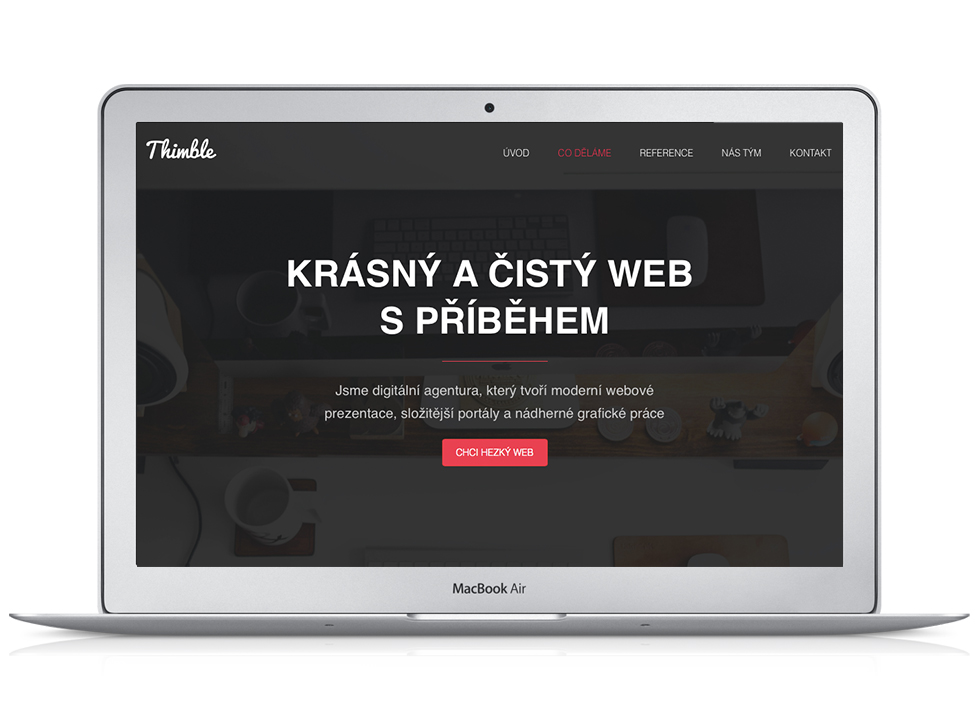 Thimble
ÚVOD CO DĚLÁME REFERENCE NÁŠ TÝM KONTAKT
KRÁSNÝ A ČISTÝ WEB
S PŘÍBĚHEM
Jsme digitální agentura, který tvoří moderní webové
prezentace, složitější portály a nádherné grafické práce
CHCI HEZKÝ WEB
MacBook Air